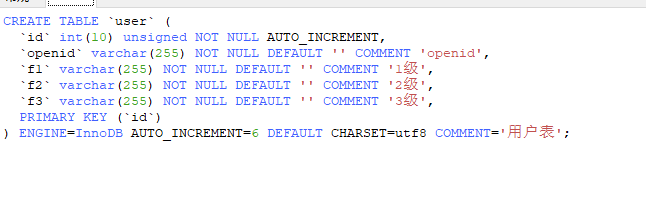 CREATE TABLE `user` (
  `id` int(10) unsigned NOT NULL AUTO_INCREMENT,
  `openid` varchar(255) NOT NULL DEFAULT '' COMMENT 'openid',
  `f1` varchar(255) NOT NULL DEFAULT '' COMMENT '1级',
  `f2` varchar(255) NOT NULL DEFAULT '' COMMENT '2级',
  `f3` varchar(255) NOT NULL DEFAULT '' COMMENT '3级',
  PRIMARY KEY (`id`)
) ENGINE=InnoDB AUTO_INCREMENT=6 DEFAULT CHARSET=utf8 COMMENT='用户表';